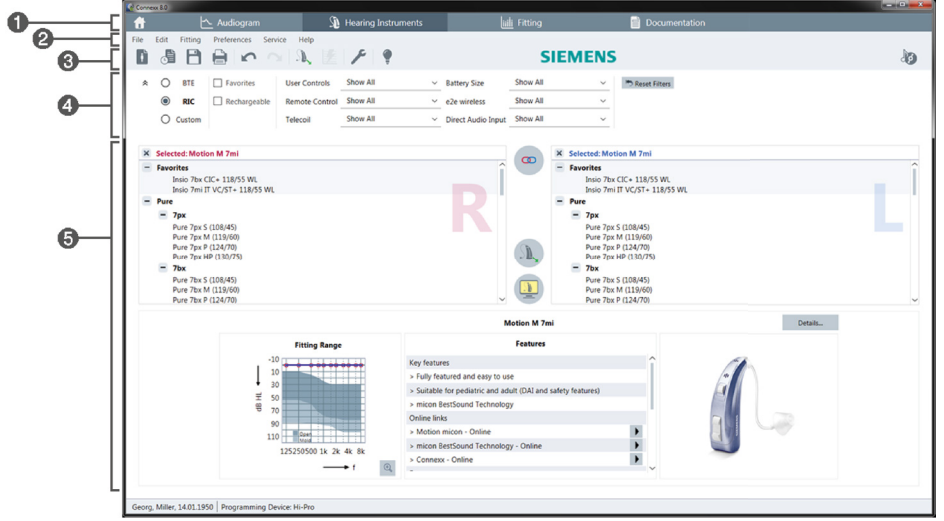 Connexx 8.0
1
Audiogram Hearing Instruments Fitting Documentation
2
File Edit Fitting Preferences Service Help
3
SIEMENS
4
BTE Favorites User Controls Show All Battery Size Show All Reset Filters
RIC Rechargeable Remote Control Show All e2e wireless Show All
Custom Telecoil Show All Direct Audio Input Show All
5
Selected: Motion M 7mi
Favorites
Insio 7bx CIC+ 118/55 WL
Insio 7mi IT VC/ST+ 118/55 WL
Pure
7px
Pure 7px S (108/45)
Pure 7px M (119/60)
Pure 7px P (124/70)
Pure 7px HP (130/75)
7bx
Pure 7bx S (108/45)
Pure 7bx M (119/60)
Pure 7bx P (124/70)
R
Selected: Motion M 7mi
Favorites
Insio 7bx CIC+ 118/55 WL
Insio 7mi IT VC/ST+ 118/55 WL
Pure
7px
Pure 7px S (108/45)
Pure 7px M (119/60)
Pure 7px P (124/70)
Pure 7px HP (130/75)
7bx
Pure 7bx S (108/45)
Pure 7bx M (119/60)
Pure 7bx P (124/70)
L
Motion M 7mi
Details...
Fitting Range
-10
10
30
50
70
90
110
dB HL
Open
Mold
125250500 1k 2k 4k 8k
f
Features
Key features
> Fully featured and easy to use
> Suitable for pediatric and adult (DAI and safety features)
> micon BestSound Technology
Online links
> Motion micon - Online
> micon BestSound Technology - Online
> Connexx - Online
Georg, Miller, 14.01.1950 Programming Device: Hi-Pro